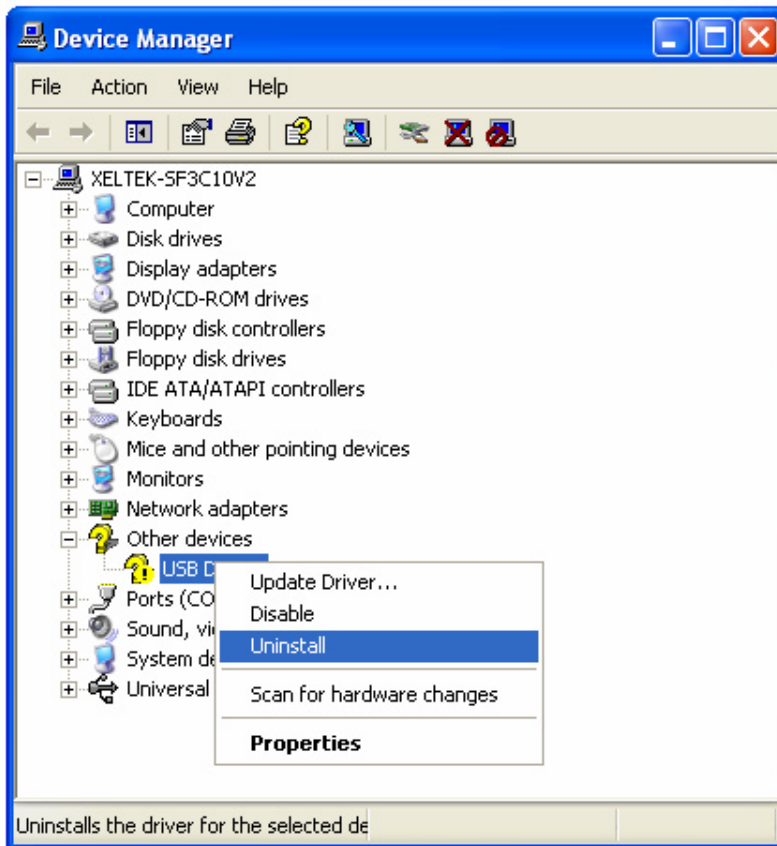 Device Manager
File Action View Help
XELTEK-SF3C10V2
Computer
Disk drives
Display adapters
DVD/CD-ROM drives
Floppy disk controllers
Floppy disk drives
IDE ATA/ATAPI controllers
Keyboards
Mice and other pointing devices
Monitors
Network adapters
Other devices
USB D
Ports (CO
Sound, vi
System de
Universal
Update Driver...
Disable
Uninstall
Scan for hardware changes
Properties
Uninstalls the driver for the selected de